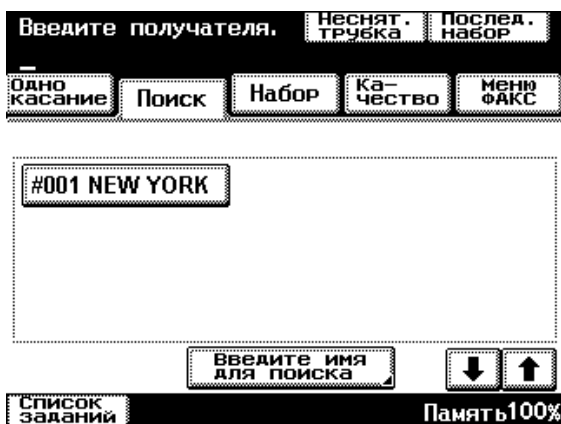 Введите получателя.
Неснят. трубка
Послед. набор
Одно касание
Поиск
Набор
Ка-
чество
Меню ФАКС
#001 NEW YORK
Введите имя
для поиска
Список
заданий
Память100%